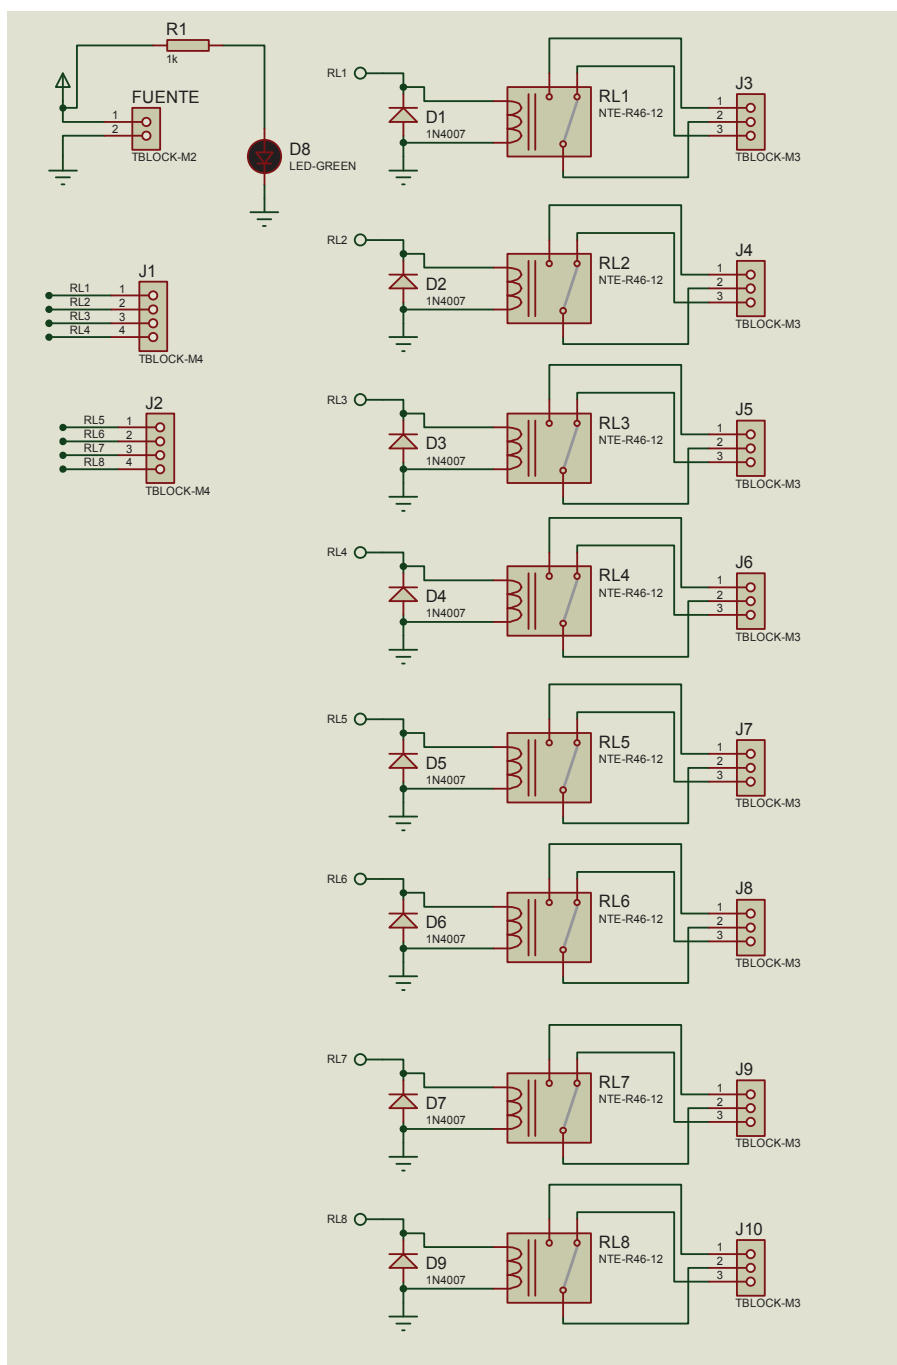 R1
1k
FUENTE
1
2
TBLOCK-M2
D8
LED-GREEN
J1
RL1 1
RL2 2
RL3 3
RL4 4
TBLOCK-M4
J2
RL5 1
RL6 2
RL7 3
RL8 4
TBLOCK-M4
RL1
D1
1N4007
RL1
NTE-R46-12
J3
1
2
3
TBLOCK-M3
RL2
D2
1N4007
RL2
NTE-R46-12
J4
1
2
3
TBLOCK-M3
RL3
D3
1N4007
RL3
NTE-R46-12
J5
1
2
3
TBLOCK-M3
RL4
D4
1N4007
RL4
NTE-R46-12
J6
1
2
3
TBLOCK-M3
RL5
D5
1N4007
RL5
NTE-R46-12
J7
1
2
3
TBLOCK-M3
RL6
D6
1N4007
RL6
NTE-R46-12
J8
1
2
3
TBLOCK-M3
RL7
D7
1N4007
RL7
NTE-R46-12
J9
1
2
3
TBLOCK-M3
RL8
D9
1N4007
RL8
NTE-R46-12
J10
1
2
3
TBLOCK-M3